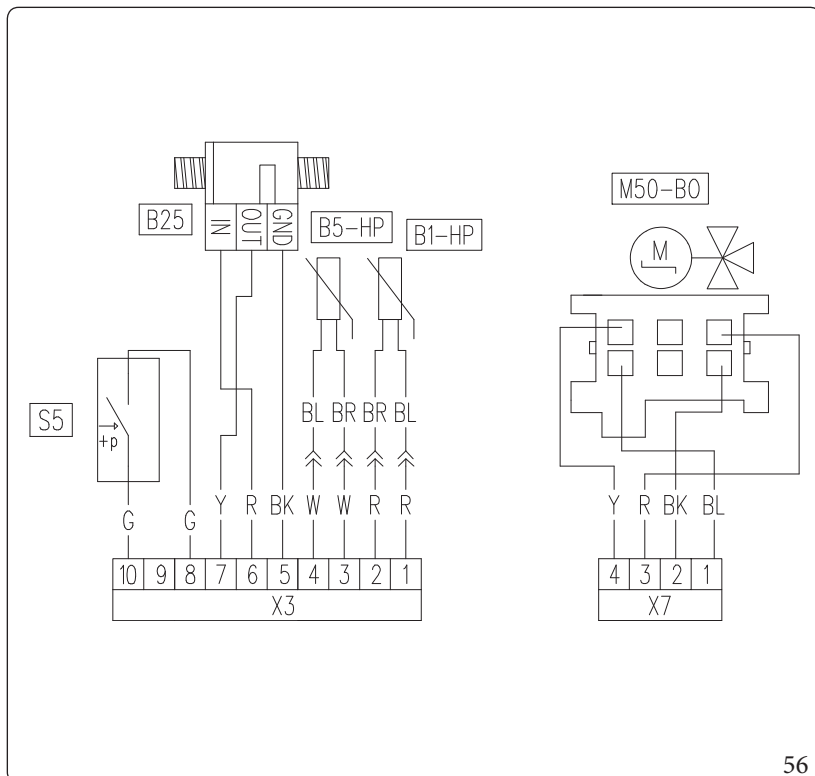 M50-BO
B25
IN OUT GND
B5-HP
B1-HP
M
S5
+p
BL BR BR BL
G G Y R BK W W R R
Y R BK BL
10 9 8 7 6 5 4 3 2 1
4 3 2 1
X3
X7
56